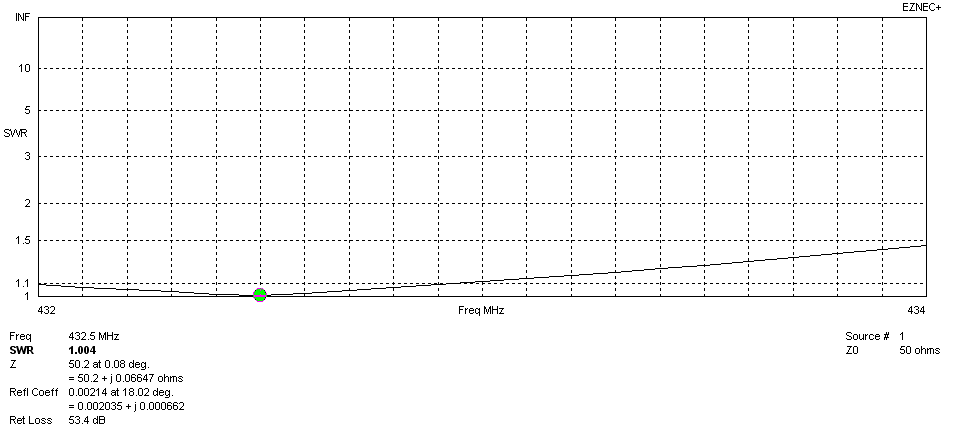 EZNEC+
INF
10
5
SWR
3
2
1.5
1.1
1
432 Freq MHz 434
Freq 432.5 MHz Source # 1
SWR 1.004 Z0 50 ohms
Z 50.2 at 0.08 deg.
= 50.2 + j 0.06647 ohms
Refl Coeff 0.00214 at 18.02 deg.
= 0.002035 + j 0.000662
Ret Loss 53.4 dB